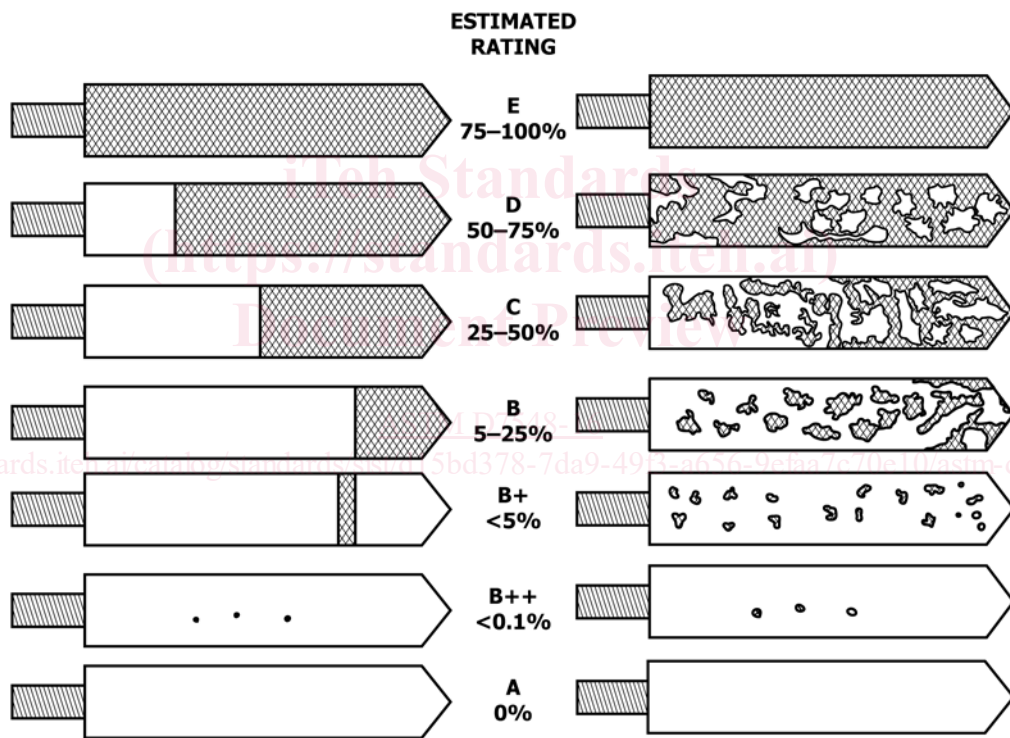 ESTIMATED
RATING
E
75–100%
iTeh Standards
D
50–75%
(https://standards.iteh.ai)
C
25–50%
Document Preview
B
5–25%
B+
<5%
B++
<0.1%
A
0%